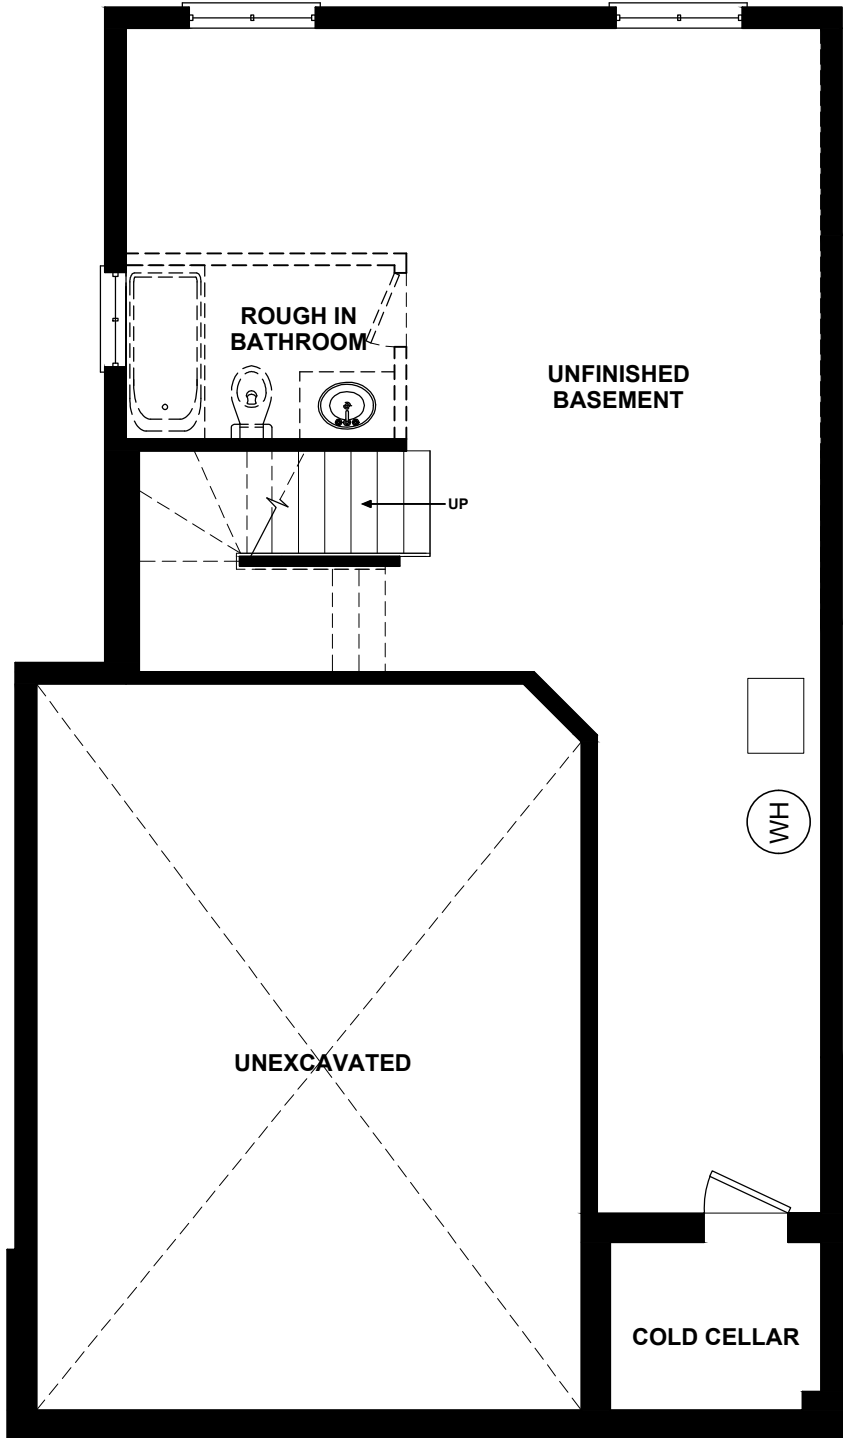 ROUGH IN
BATHROOM
UNFINISHED
BASEMENT
UP
WH
UNEXCAVATED
COLD CELLAR